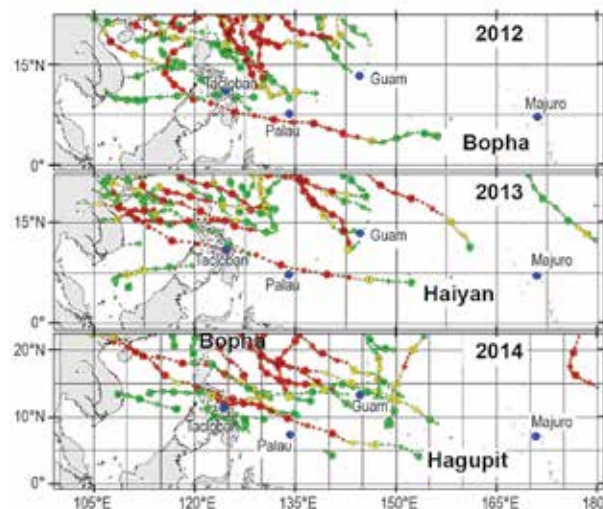 2012
15°N
Tacloban
Guam
Palau
Majuro
Bopha
0°
2013
15°N
Guam
Tacloban
Palau
Majuro
Haiyan
0°
Bopha
2014
20°N
10°N
Guam
Tacloban
Palau
Majuro
Hagupit
0°
105°E 120°E 135°E 150°E 165°E 180